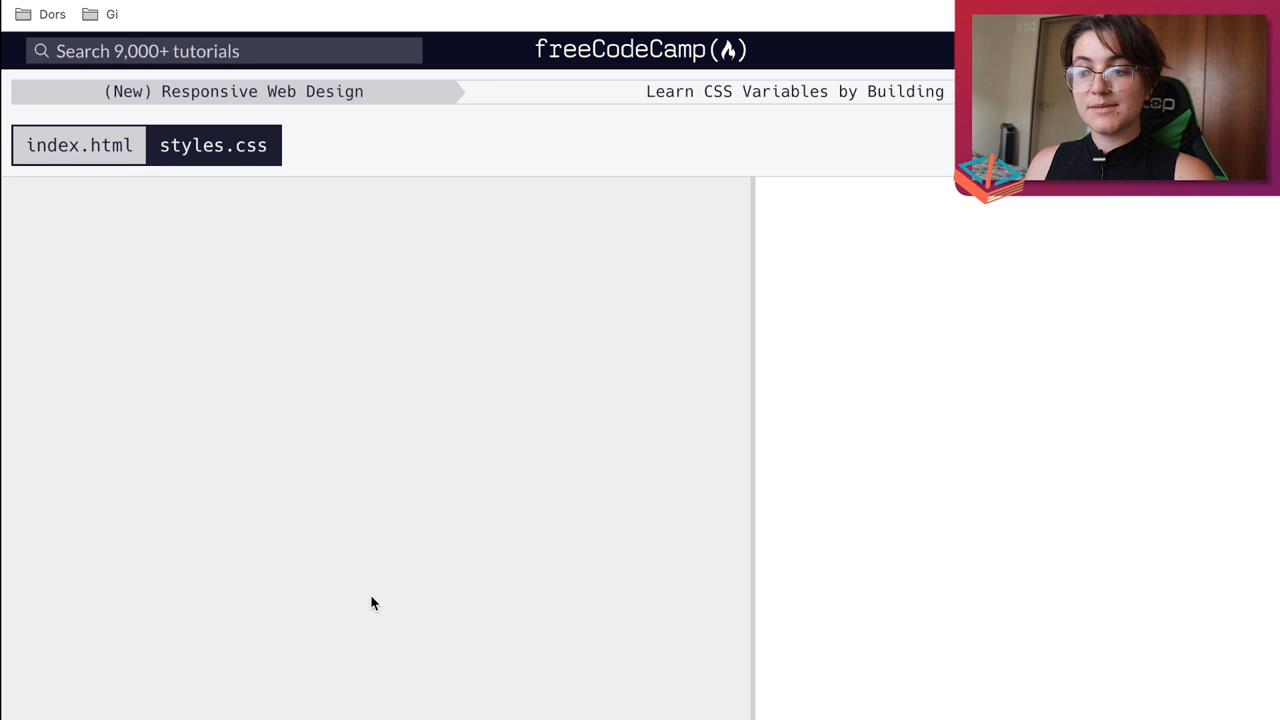 Dors
Gi
Search 9,000+ tutorials
freeCodeCamp
(New) Responsive Web Design
Learn CSS Variables by Building
index.html
styles.css